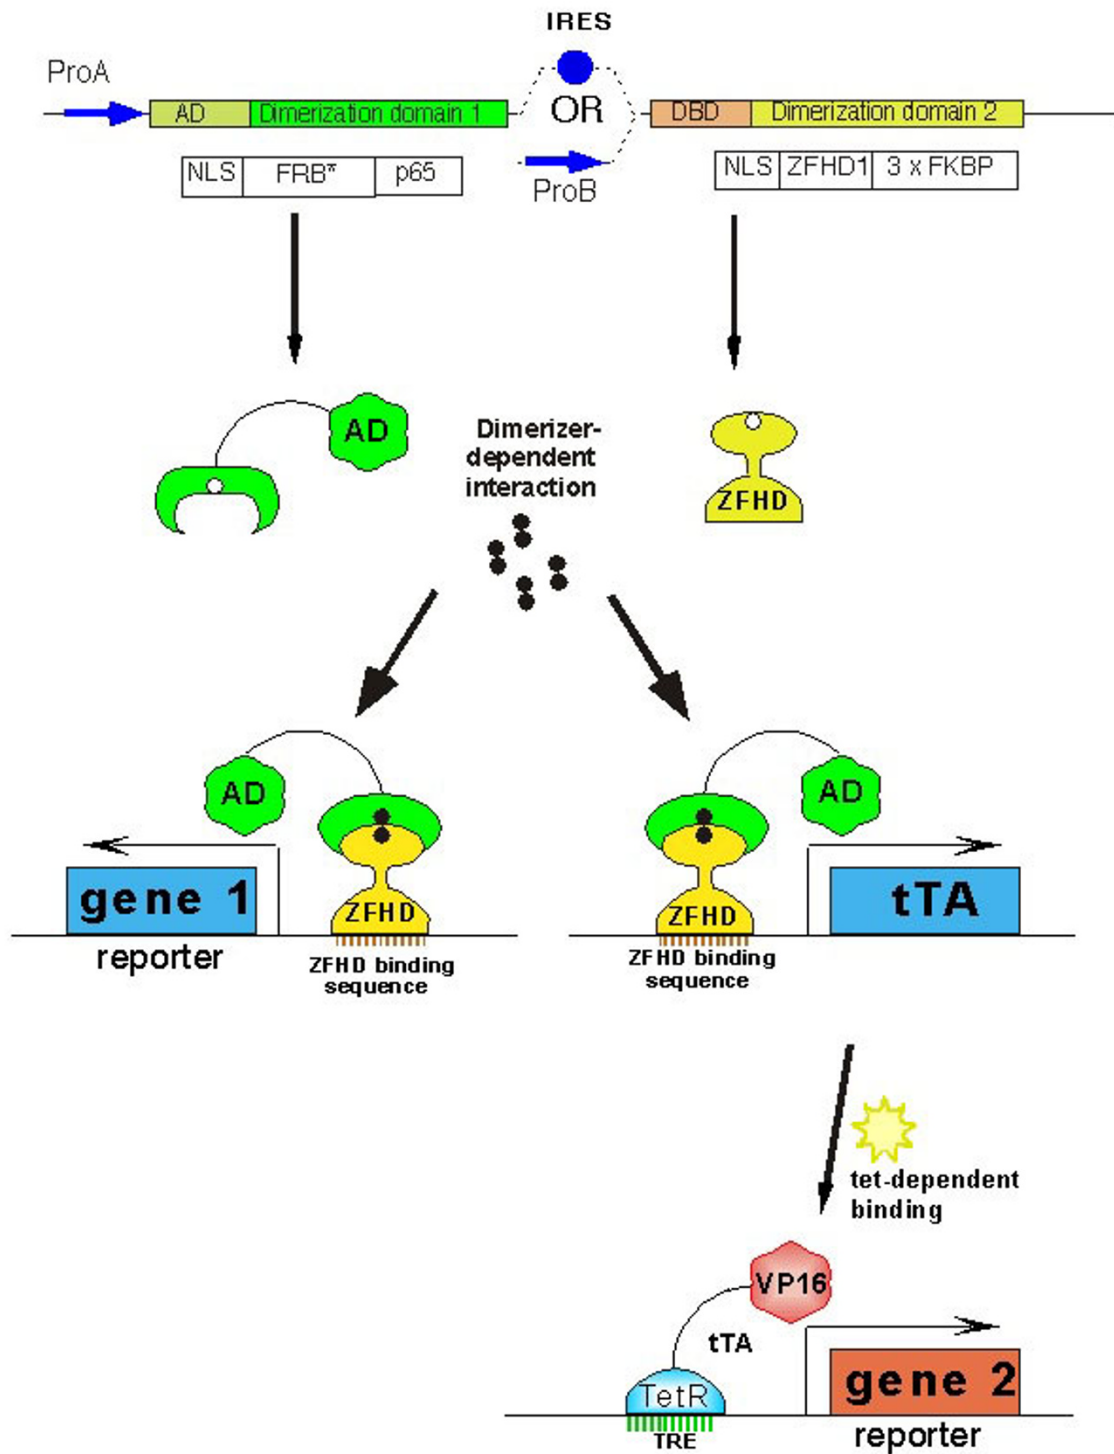 IRES
ProA
AD Dimerization domain 1
OR
DBD Dimerization domain 2
NLS FRB* p65
ProB
NLS ZFHD1 3 x FKBP
AD
Dimerizer-
dependent
interaction
ZFHD
AD
ZFHD
gene 1
reporter
ZFHD binding
sequence
AD
ZFHD
tTA
ZFHD binding
sequence
tet-dependent
binding
VP16
tTA
TetR
TRE
gene 2
reporter